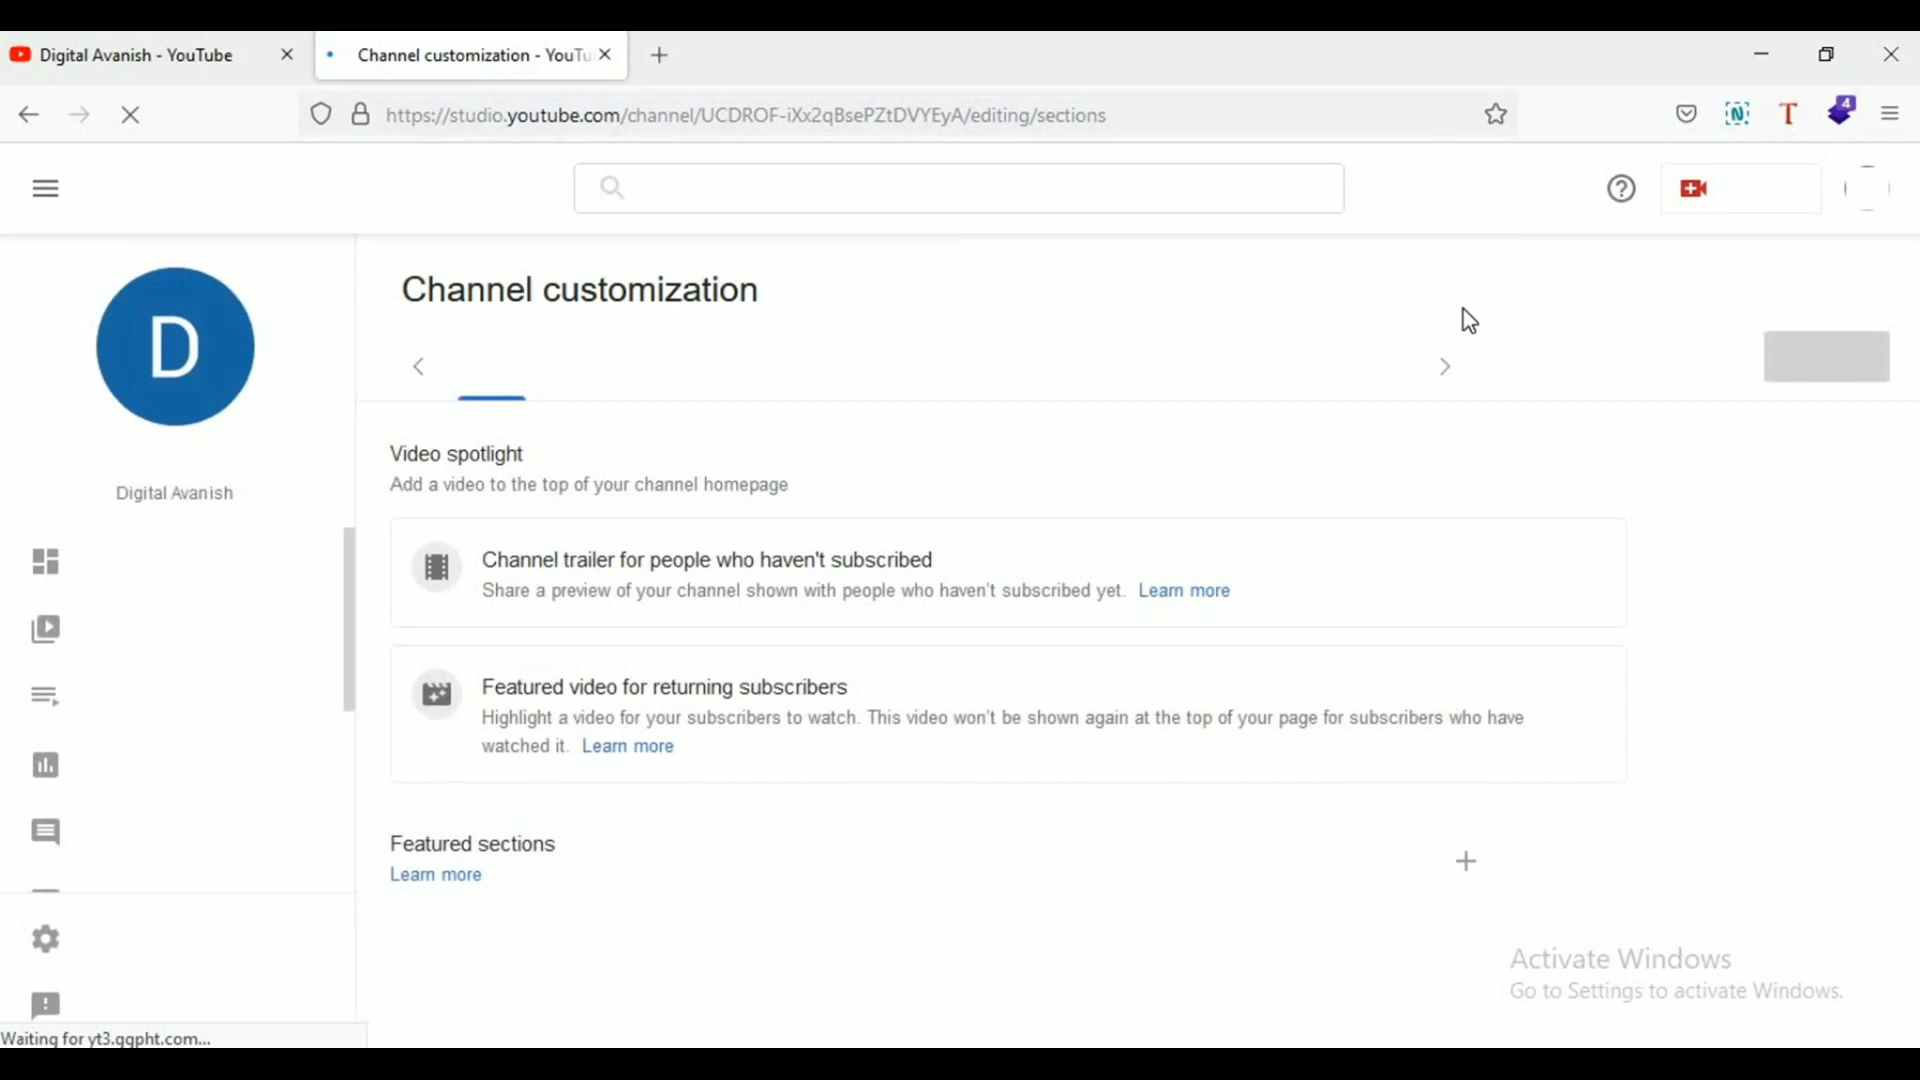 Digital Avanish - YouTube
Channel customization - YouTu
https://studio.youtube.com/channel/UCDROF-iXx2qBsePZtDVYEyA/editing/sections
N
T
4
Channel customization
D
Digital Avanish
Video spotlight
Add a video to the top of your channel homepage
Channel trailer for people who haven't subscribed
Share a preview of your channel shown with people who haven't subscribed yet. Learn more
Featured video for returning subscribers
Highlight a video for your subscribers to watch. This video won't be shown again at the top of your page for subscribers who have
watched it. Learn more
Featured sections
Learn more
Activate Windows
Go to Settings to activate Windows.
Waiting for yt3.ggpht.com...